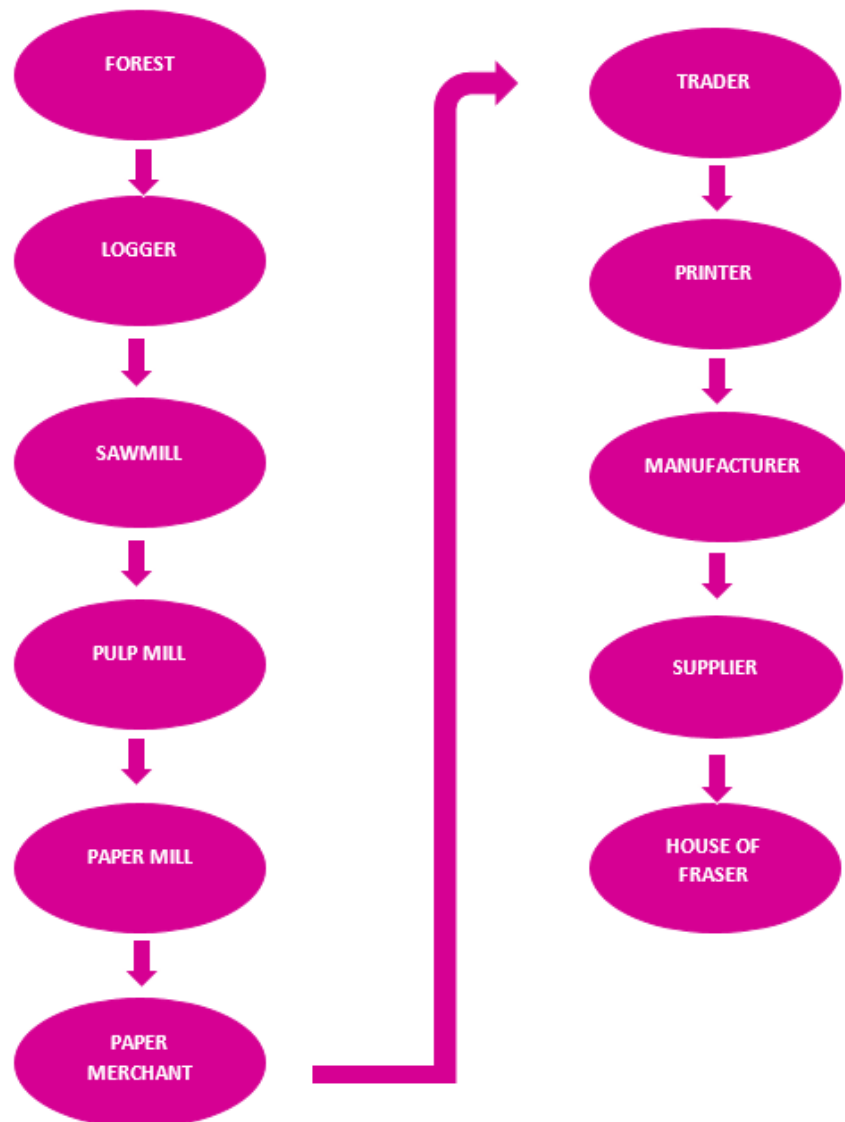 FOREST
LOGGER
SAWMILL
PULP MILL
PAPER MILL
PAPER
MERCHANT
TRADER
PRINTER
MANUFACTURER
SUPPLIER
HOUSE OF
FRASER